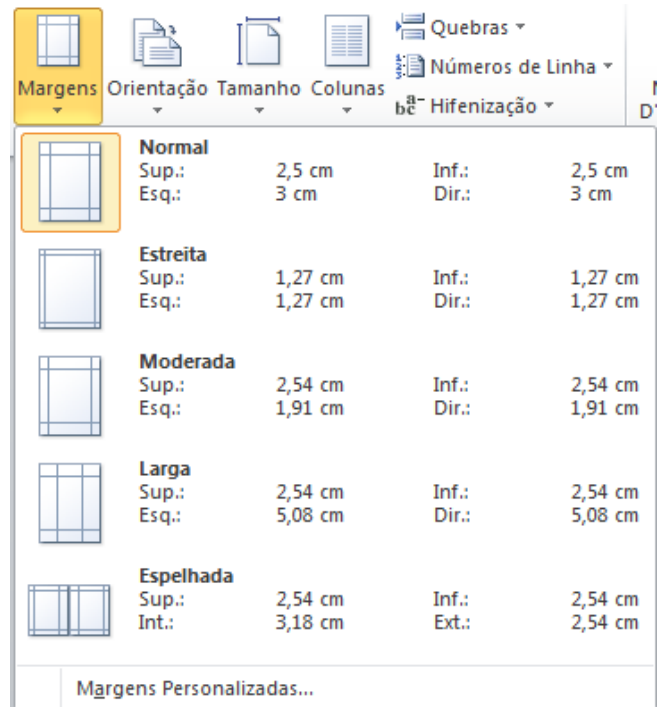 Margens Orientação Tamanho Colunas
Quebras
Números de Linha
Hifenização
Normal
Sup.: 2,5 cm Inf.: 2,5 cm
Esq.: 3 cm Dir.: 3 cm
Estreita
Sup.: 1,27 cm Inf.: 1,27 cm
Esq.: 1,27 cm Dir.: 1,27 cm
Moderada
Sup.: 2,54 cm Inf.: 2,54 cm
Esq.: 1,91 cm Dir.: 1,91 cm
Larga
Sup.: 2,54 cm Inf.: 2,54 cm
Esq.: 5,08 cm Dir.: 5,08 cm
Espelhada
Sup.: 2,54 cm Inf.: 2,54 cm
Int.: 3,18 cm Ext.: 2,54 cm
Margens Personalizadas...